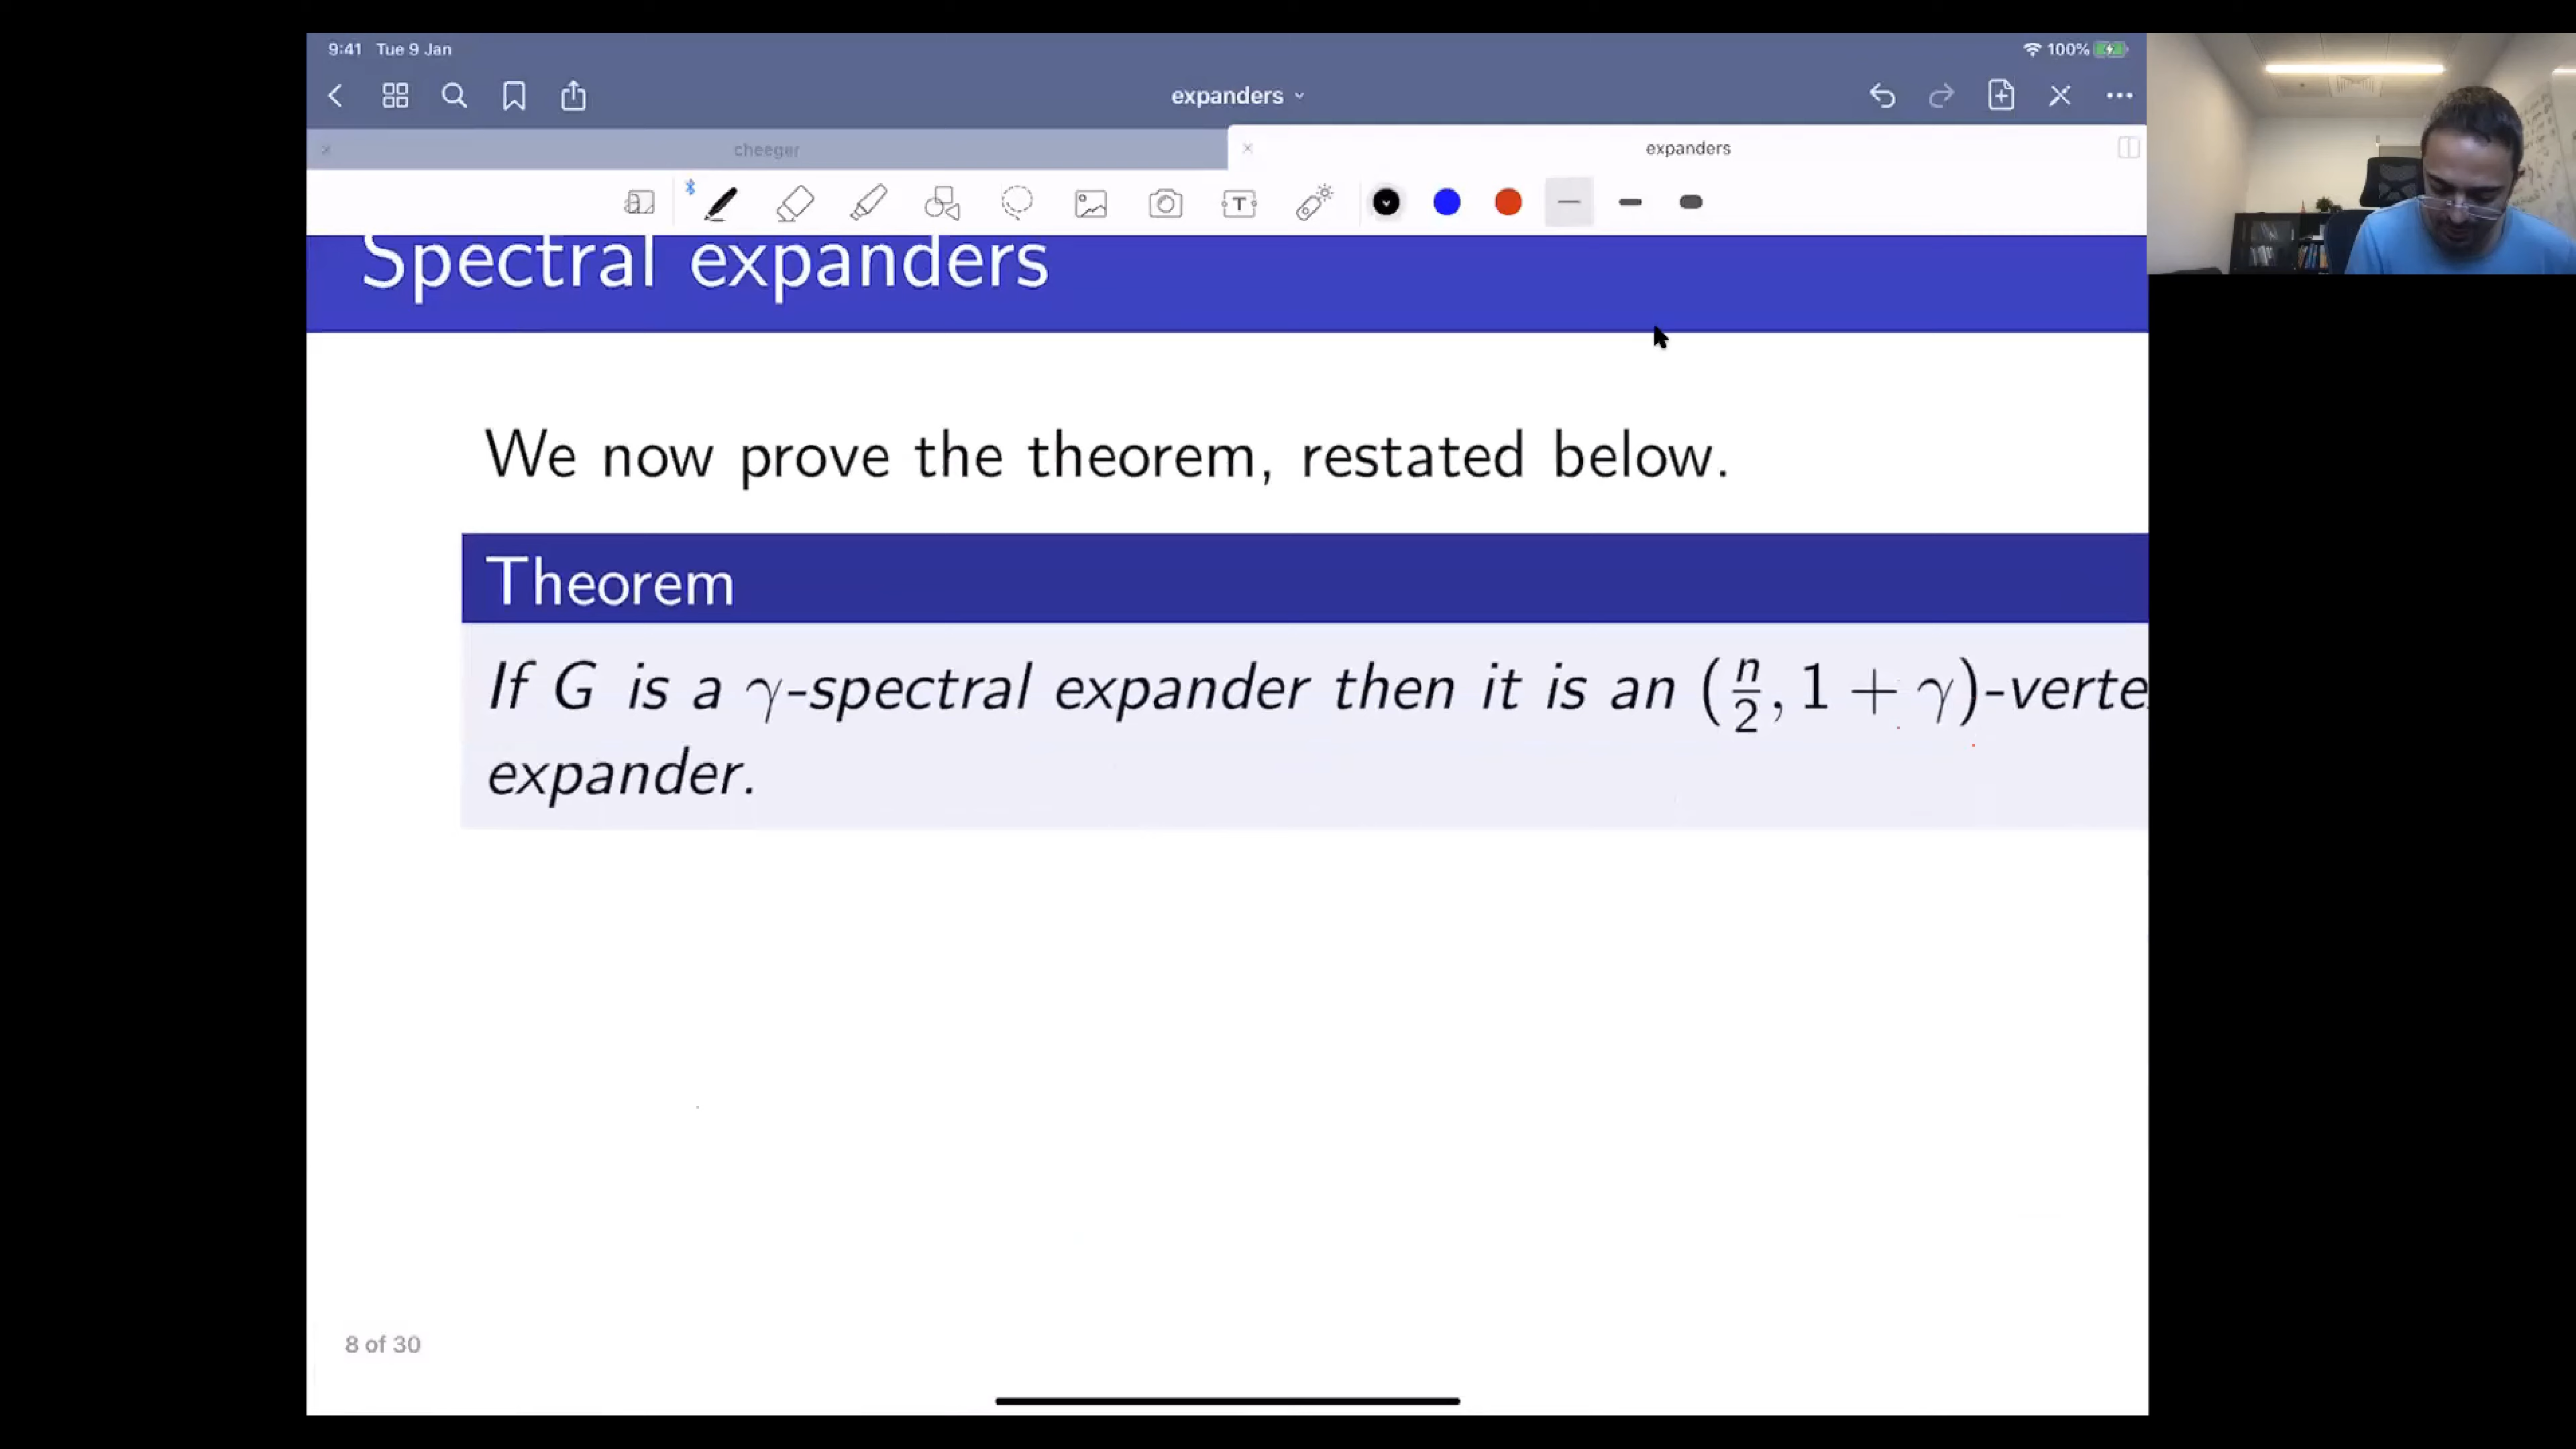 9:41 Tue 9 Jan
100%
expanders
cheeger
expanders
Spectral expanders
We now prove the theorem, restated below.
Theorem
If G is a γ-spectral expander then it is an (n/2, 1 + γ)-verte
expander.
8 of 30